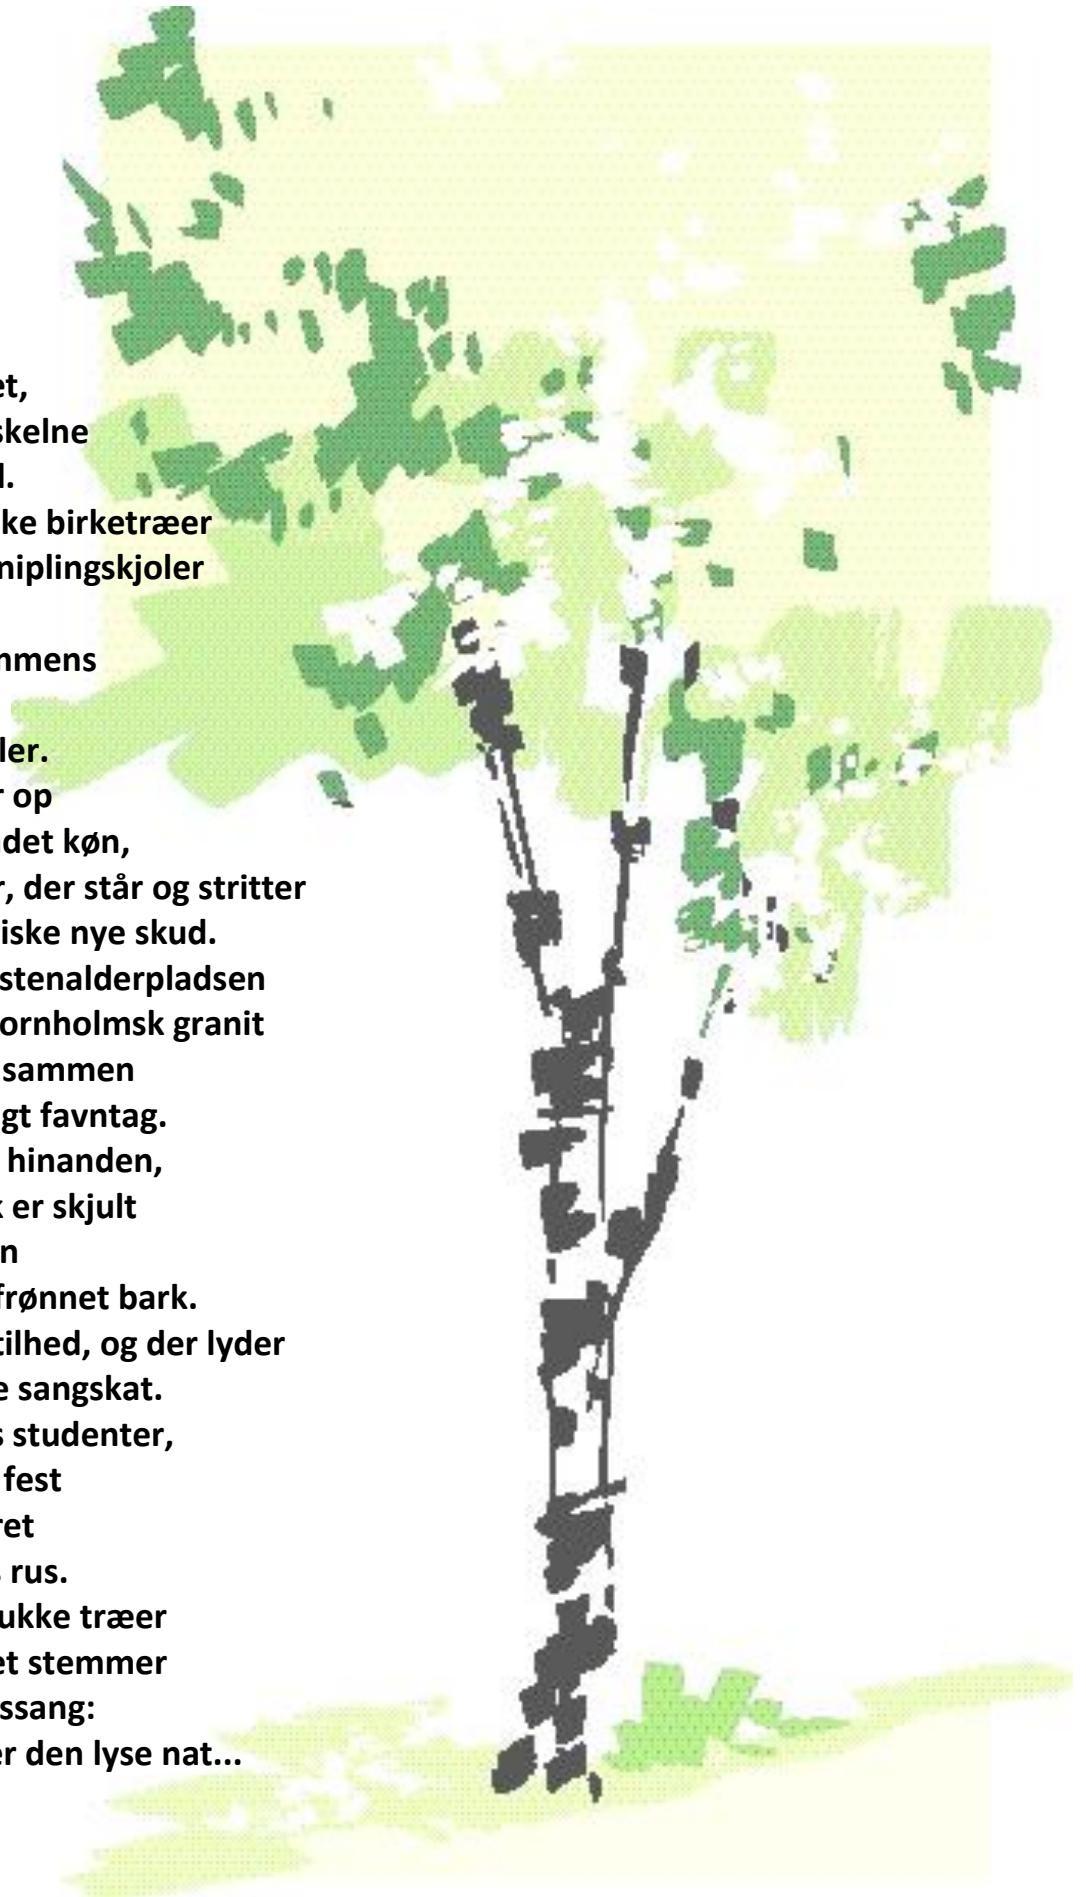 et,
skelne
l.
ke birketræer
niplingskjoler
nmens
ler.
r op
ndet køn,
r, der står og stritter
iske nye skud.
stenalderpladsen
ornholmsk granit
sammen
gt favntag.
hinanden,
k er skjult
n
frønnet bark.
tilhed, og der lyder
e sangskat.
s studenter,
fest
ret
s rus.
ukke træer
et stemmer
ssang:
er den lyse nat...